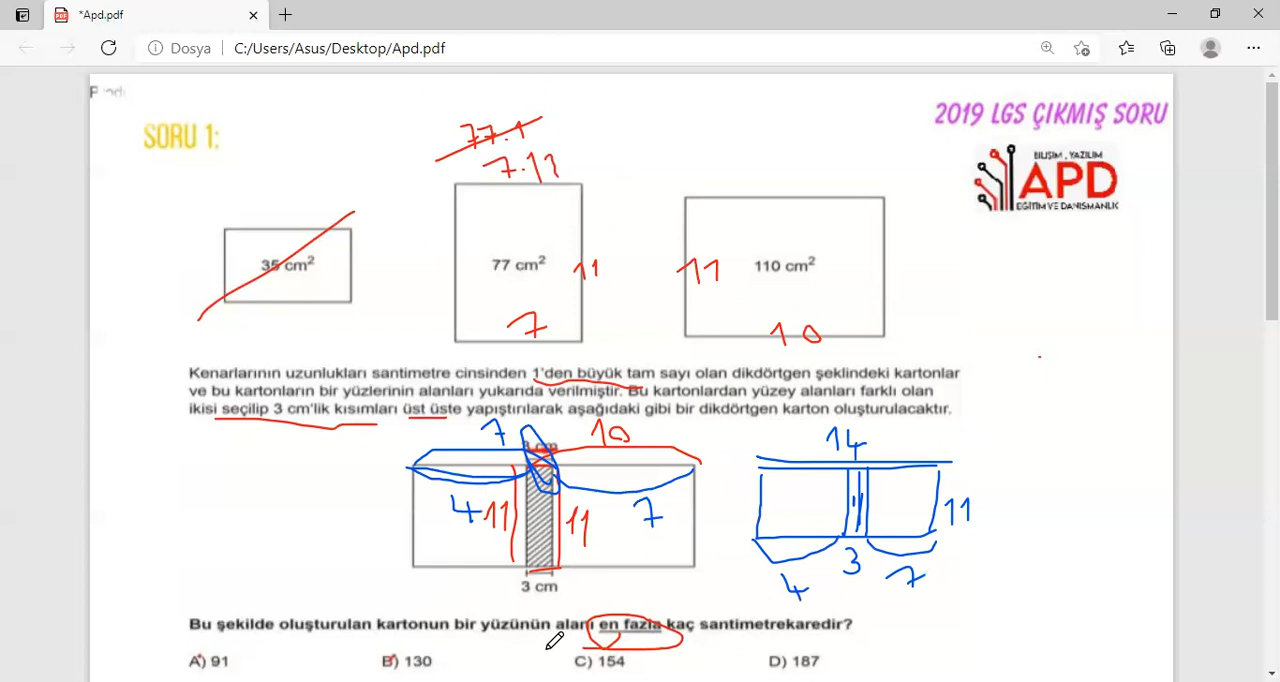 *Apd.pdf
Dosya
C:/Users/Asus/Desktop/Apd.pdf
SORU 1:
2019 LGS ÇIKMIŞ SORU
BİLİŞİM, YAZILIM
APD
EĞİTİM VE DANIŞMANLIK
77.1
7.11
35 cm²
77 cm²
11
7
11
110 cm²
10
Kenarlarının uzunlukları santimetre cinsinden 1'den büyük tam sayı olan dikdörtgen şeklindeki kartonlar
ve bu kartonların bir yüzlerinin alanları yukarıda verilmiştir. Bu kartonlardan yüzey alanları farklı olan
ikisi seçilip 3 cm'lik kısımları üst üste yapıştırılarak aşağıdaki gibi bir dikdörtgen karton oluşturulacaktır.
7
3 cm
10
14
4
11
11
7
11
3 cm
4
3
7
Bu şekilde oluşturulan kartonun bir yüzünün alanı en fazla kaç santimetrekaredir?
A) 91
B) 130
C) 154
D) 187